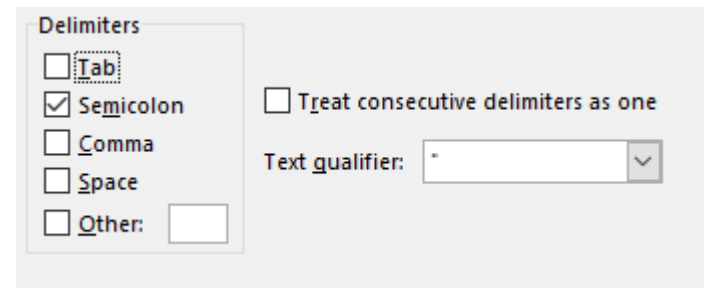 Delimiters
Tab
Semicolon
Comma
Space
Other:
Treat consecutive delimiters as one
Text qualifier: "